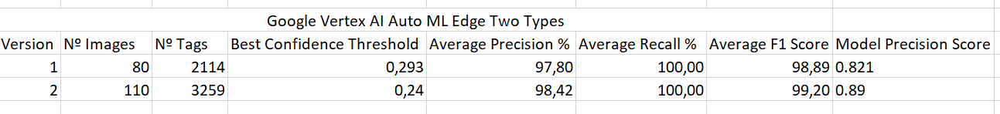 Google Vertex AI Auto ML Edge Two Types
Version Nº Images Nº Tags Best Confidence Threshold Average Precision % Average Recall % Average F1 Score Model Precision Score
1 80 2114 0,293 97,80 100,00 98,89 0.821
2 110 3259 0,24 98,42 100,00 99,20 0.89